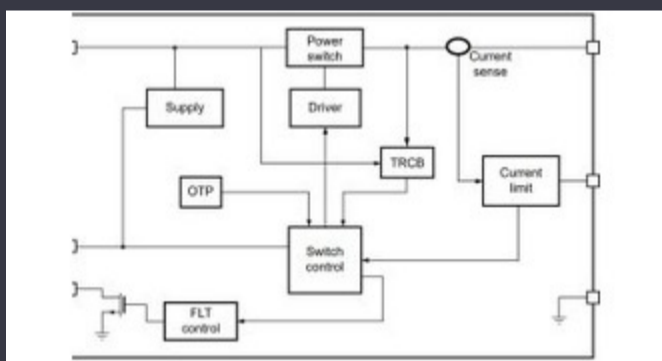 Power
switch
Current
sense
Supply
Driver
TRCB
Current
limit
OTP
Switch
control
FLT
control